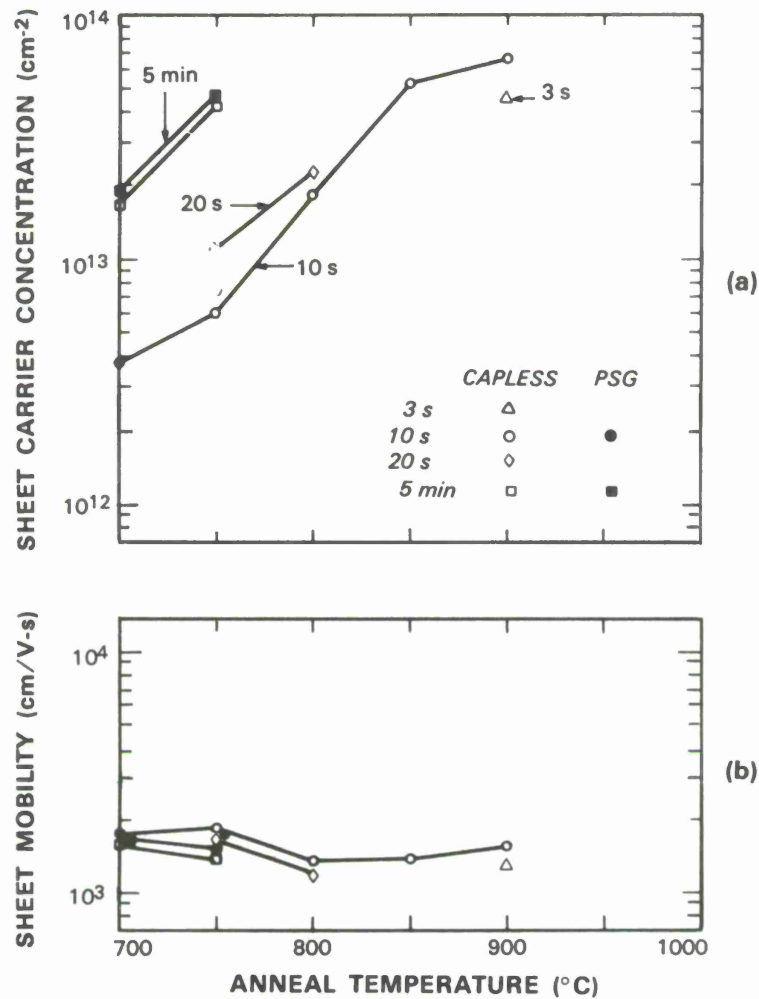 SHEET CARRIER CONCENTRATION (cm-2)
10^14
10^13
10^12
5 min
3 s
20 s
10 s
(a)
CAPLESS PSG
3 s
10 s
20 s
5 min
SHEET MOBILITY (cm/V-s)
10^4
10^3
(b)
700 800 900 1000
ANNEAL TEMPERATURE (°C)